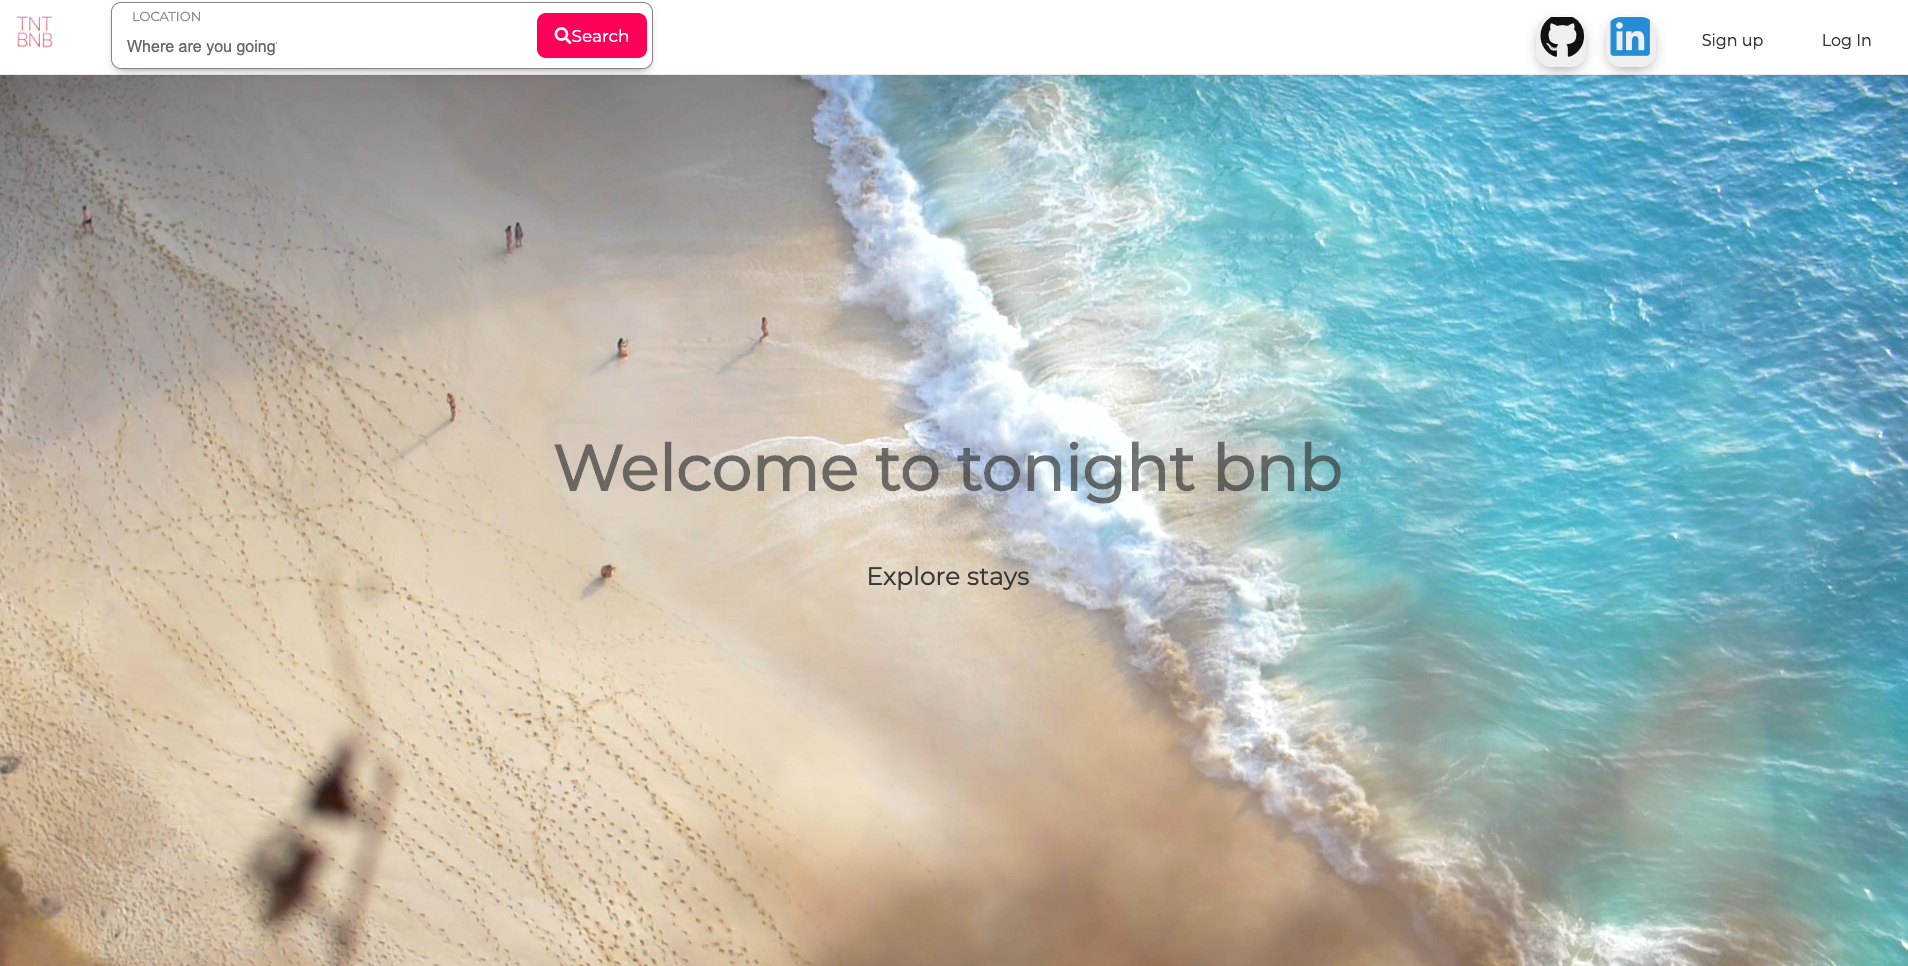 TNT
BNB
LOCATION
Where are you going
Search
in
Sign up
Log In
Welcome to tonight bnb
Explore stays